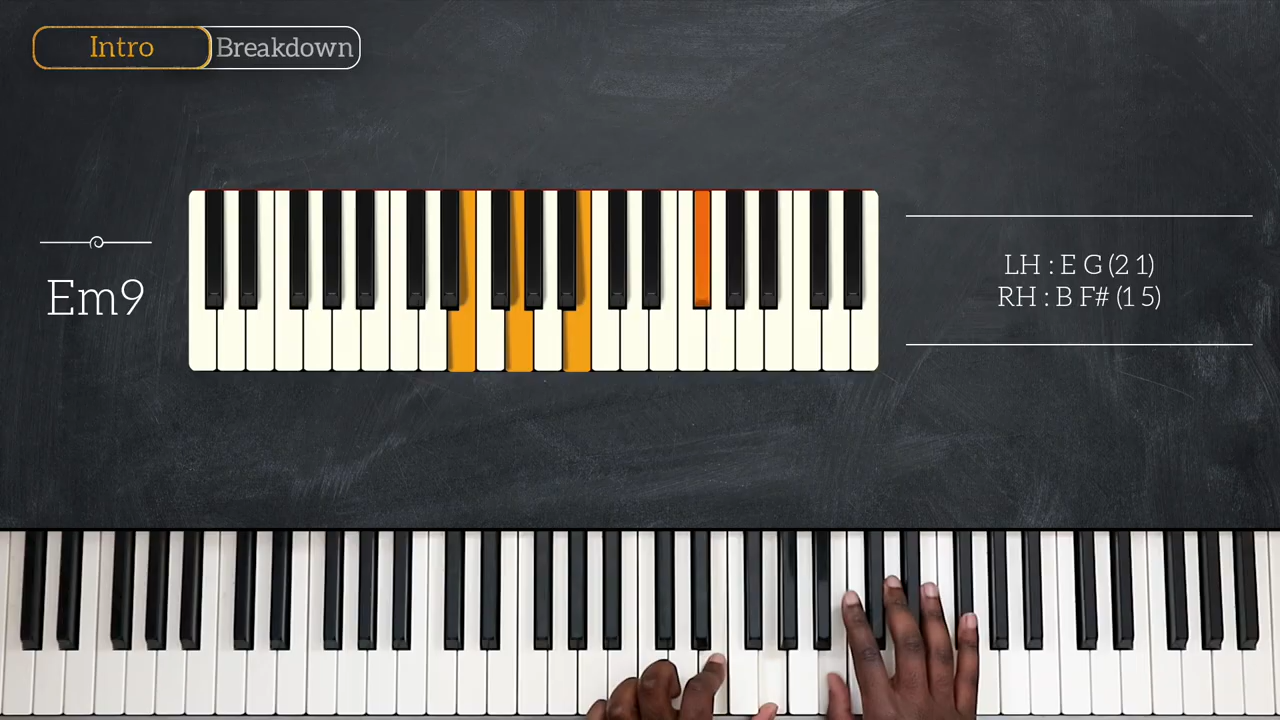 Intro
Breakdown
Em9
LH : E G (2 1)
RH : B F# (1 5)